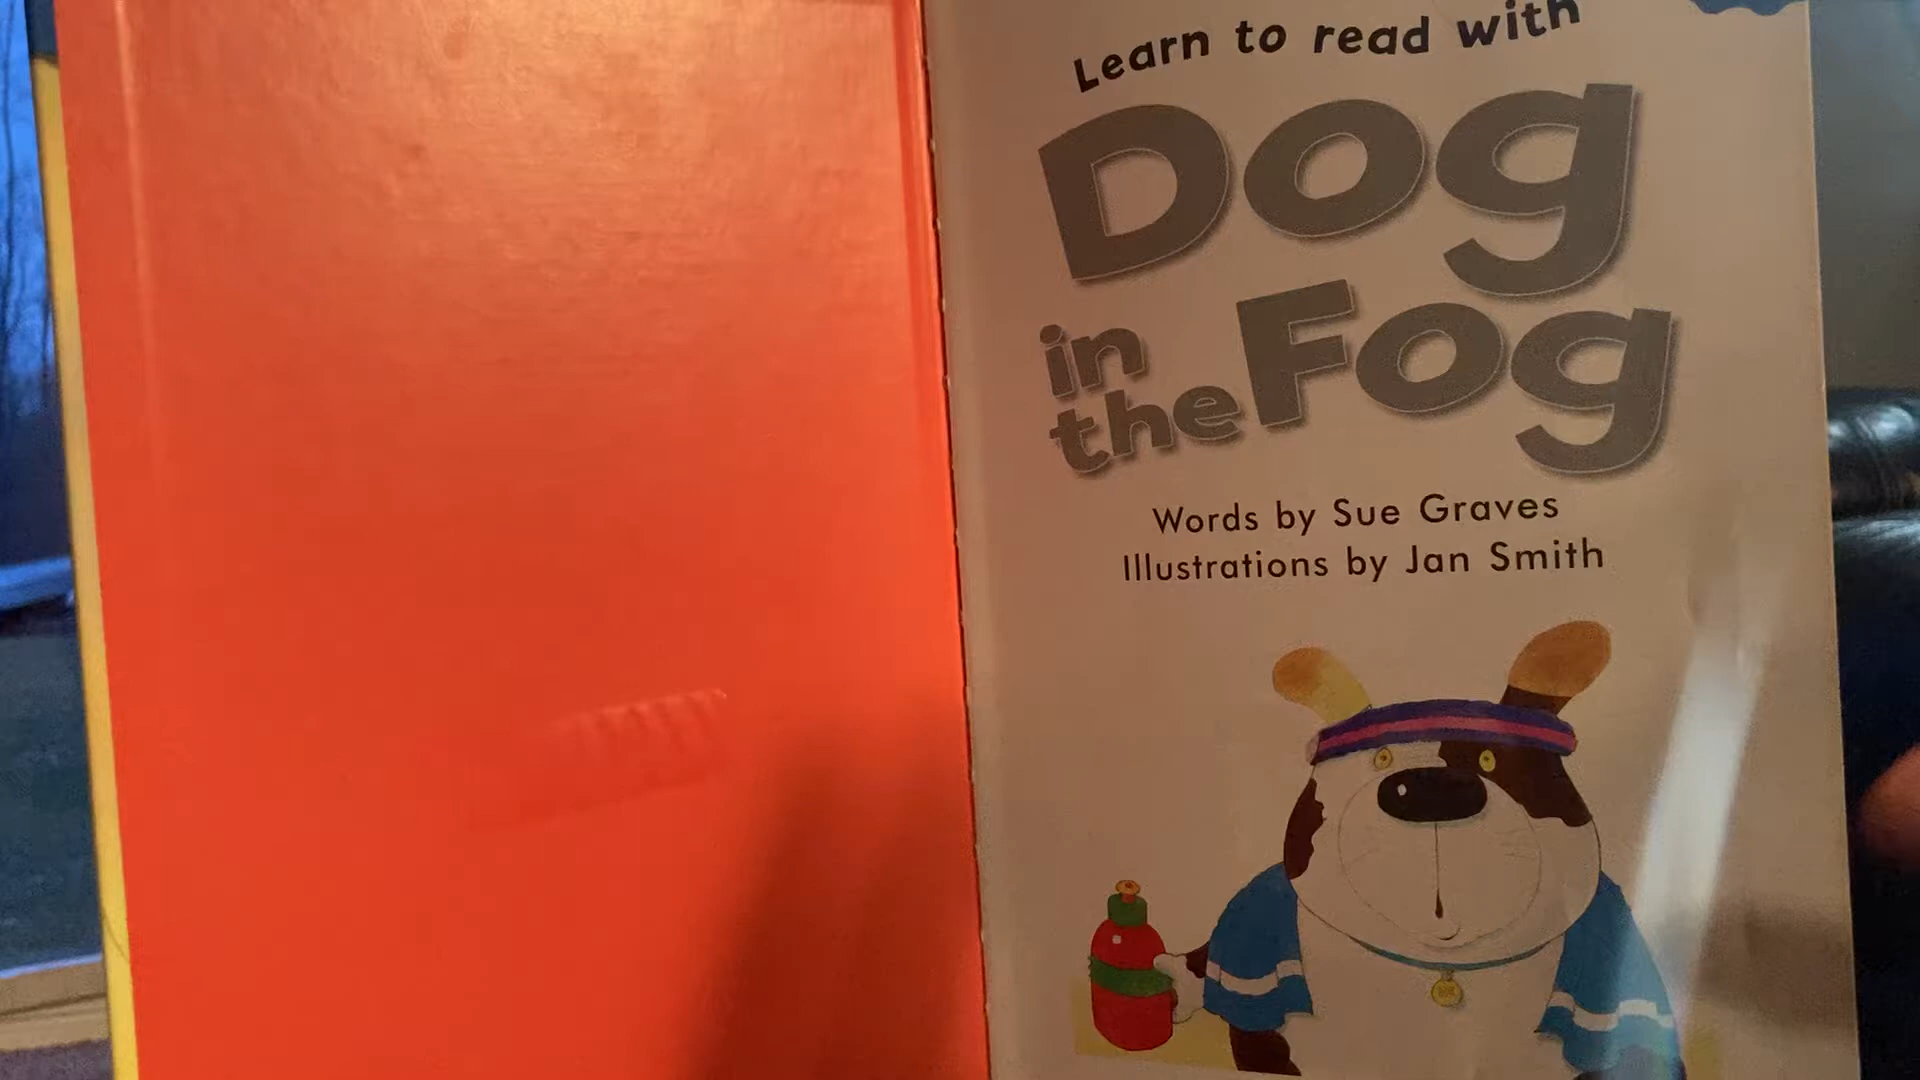 Learn to read with
Dog
in
the Fog
Words by Sue Graves
Illustrations by Jan Smith